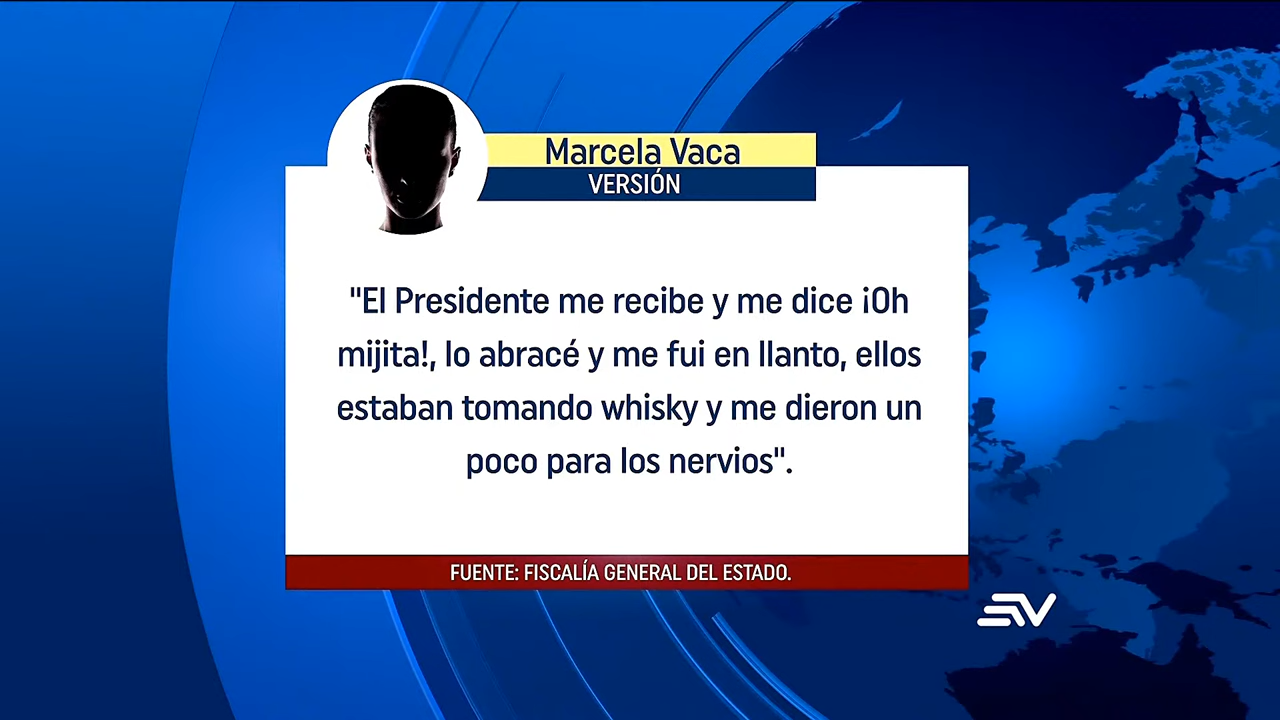 Marcela Vaca
VERSIÓN
"El Presidente me recibe y me dice ¡Oh
mijita!, lo abracé y me fui en llanto, ellos
estaban tomando whisky y me dieron un
poco para los nervios".
FUENTE: FISCALÍA GENERAL DEL ESTADO.
EV